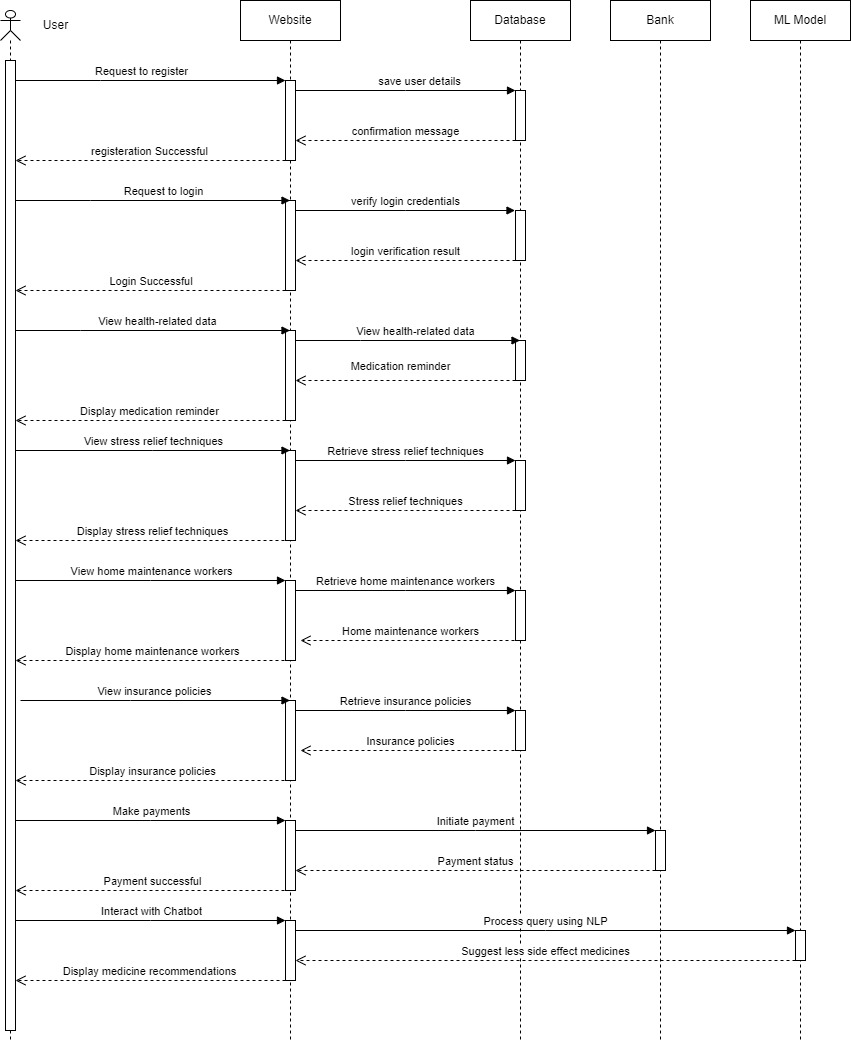 User
Website
Database
Bank
ML Model
Request to register
save user details
confirmation message
registeration Successful
Request to login
verify login credentials
login verification result
Login Successful
View health-related data
View health-related data
Medication reminder
Display medication reminder
View stress relief techniques
Retrieve stress relief techniques
Stress relief techniques
Display stress relief techniques
View home maintenance workers
Retrieve home maintenance workers
Home maintenance workers
Display home maintenance workers
View insurance policies
Retrieve insurance policies
Insurance policies
Display insurance policies
Make payments
Initiate payment
Payment status
Payment successful
Interact with Chatbot
Process query using NLP
Suggest less side effect medicines
Display medicine recommendations